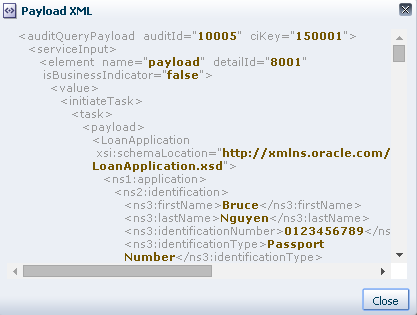 Payload XML
<auditQueryPayload auditId="10005" ciKey="150001">
<serviceInput>
<element name="payload" detailId="8001"
isBusinessIndicator="false">
<value>
<initiateTask>
<task>
<payload>
<LoanApplication
xsi:schemaLocation="http://xmlns.oracle.com/
LoanApplication.xsd">
<ns1:application>
<ns2:identification>
<ns3:firstName>Bruce</ns3:firstName>
<ns3:lastName>Nguyen</ns3:lastName>
<ns3:identificationNumber>0123456789</ns
<ns3:identificationType>Passport
Number</ns3:identificationType>
Close